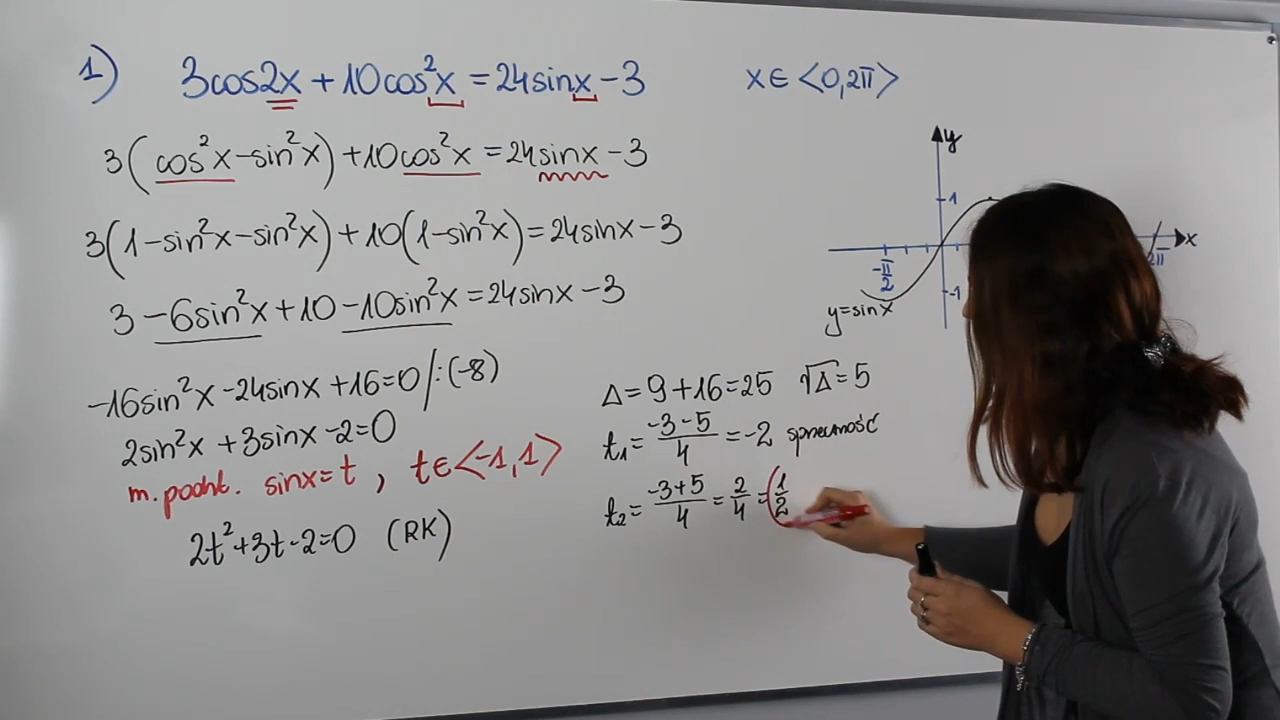 1) 3cos2x + 10cos²x = 24sinx - 3 x ∈ <0,2π>
3(cos²x - sin²x) + 10cos²x = 24sinx - 3
3(1 - sin²x - sin²x) + 10(1 - sin²x) = 24sinx - 3
3 - 6sin²x + 10 - 10sin²x = 24sinx - 3
-16sin²x - 24sinx + 16 = 0 /:(-8)
2sin²x + 3sinx - 2 = 0
m. podst. sinx = t, t ∈ <-1,1>
2t² + 3t - 2 = 0 (RK)
y
1
x
-π/2
2π
-1
y = sinx
Δ = 9 + 16 = 25 √Δ = 5
t₁ = (-3 - 5)/4 = -2 sprzeczność
t₂ = (-3 + 5)/4 = 2/4 = 1/2